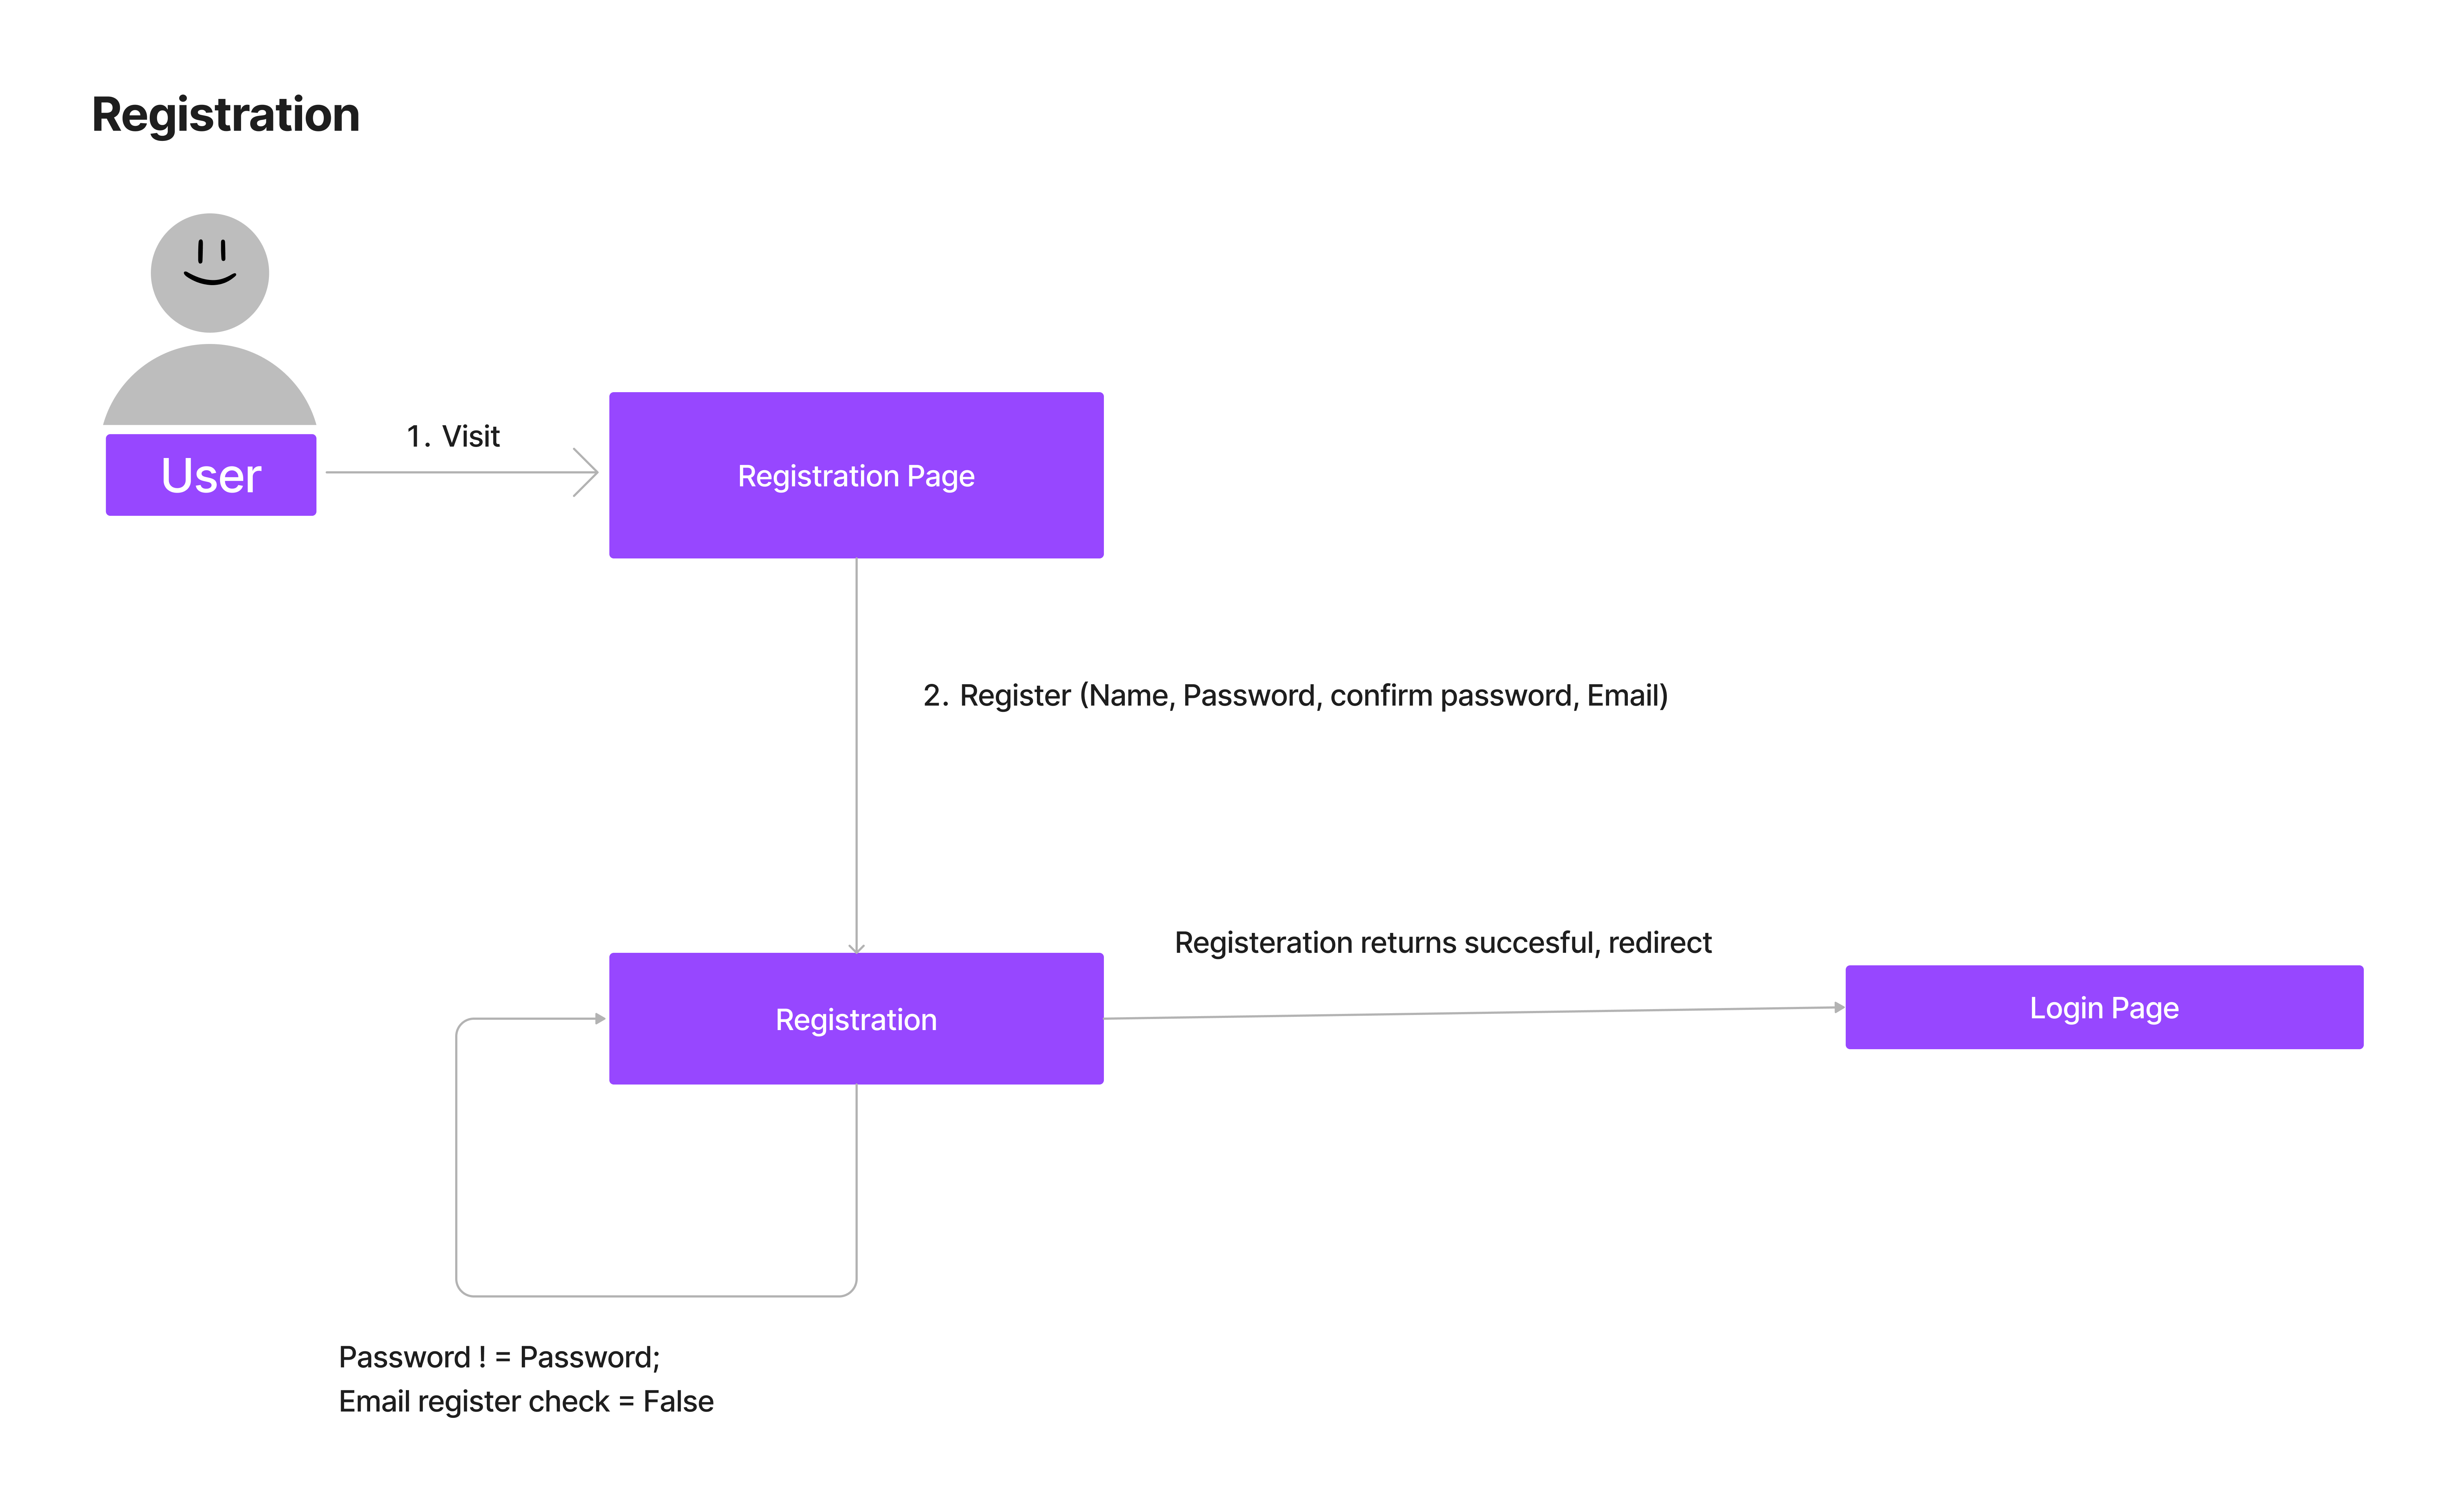 Registration
1. Visit
User
Registration Page
2. Register (Name, Password, confirm password, Email)
Registeration returns succesful, redirect
Registration
Login Page
Password ! = Password;
Email register check = False